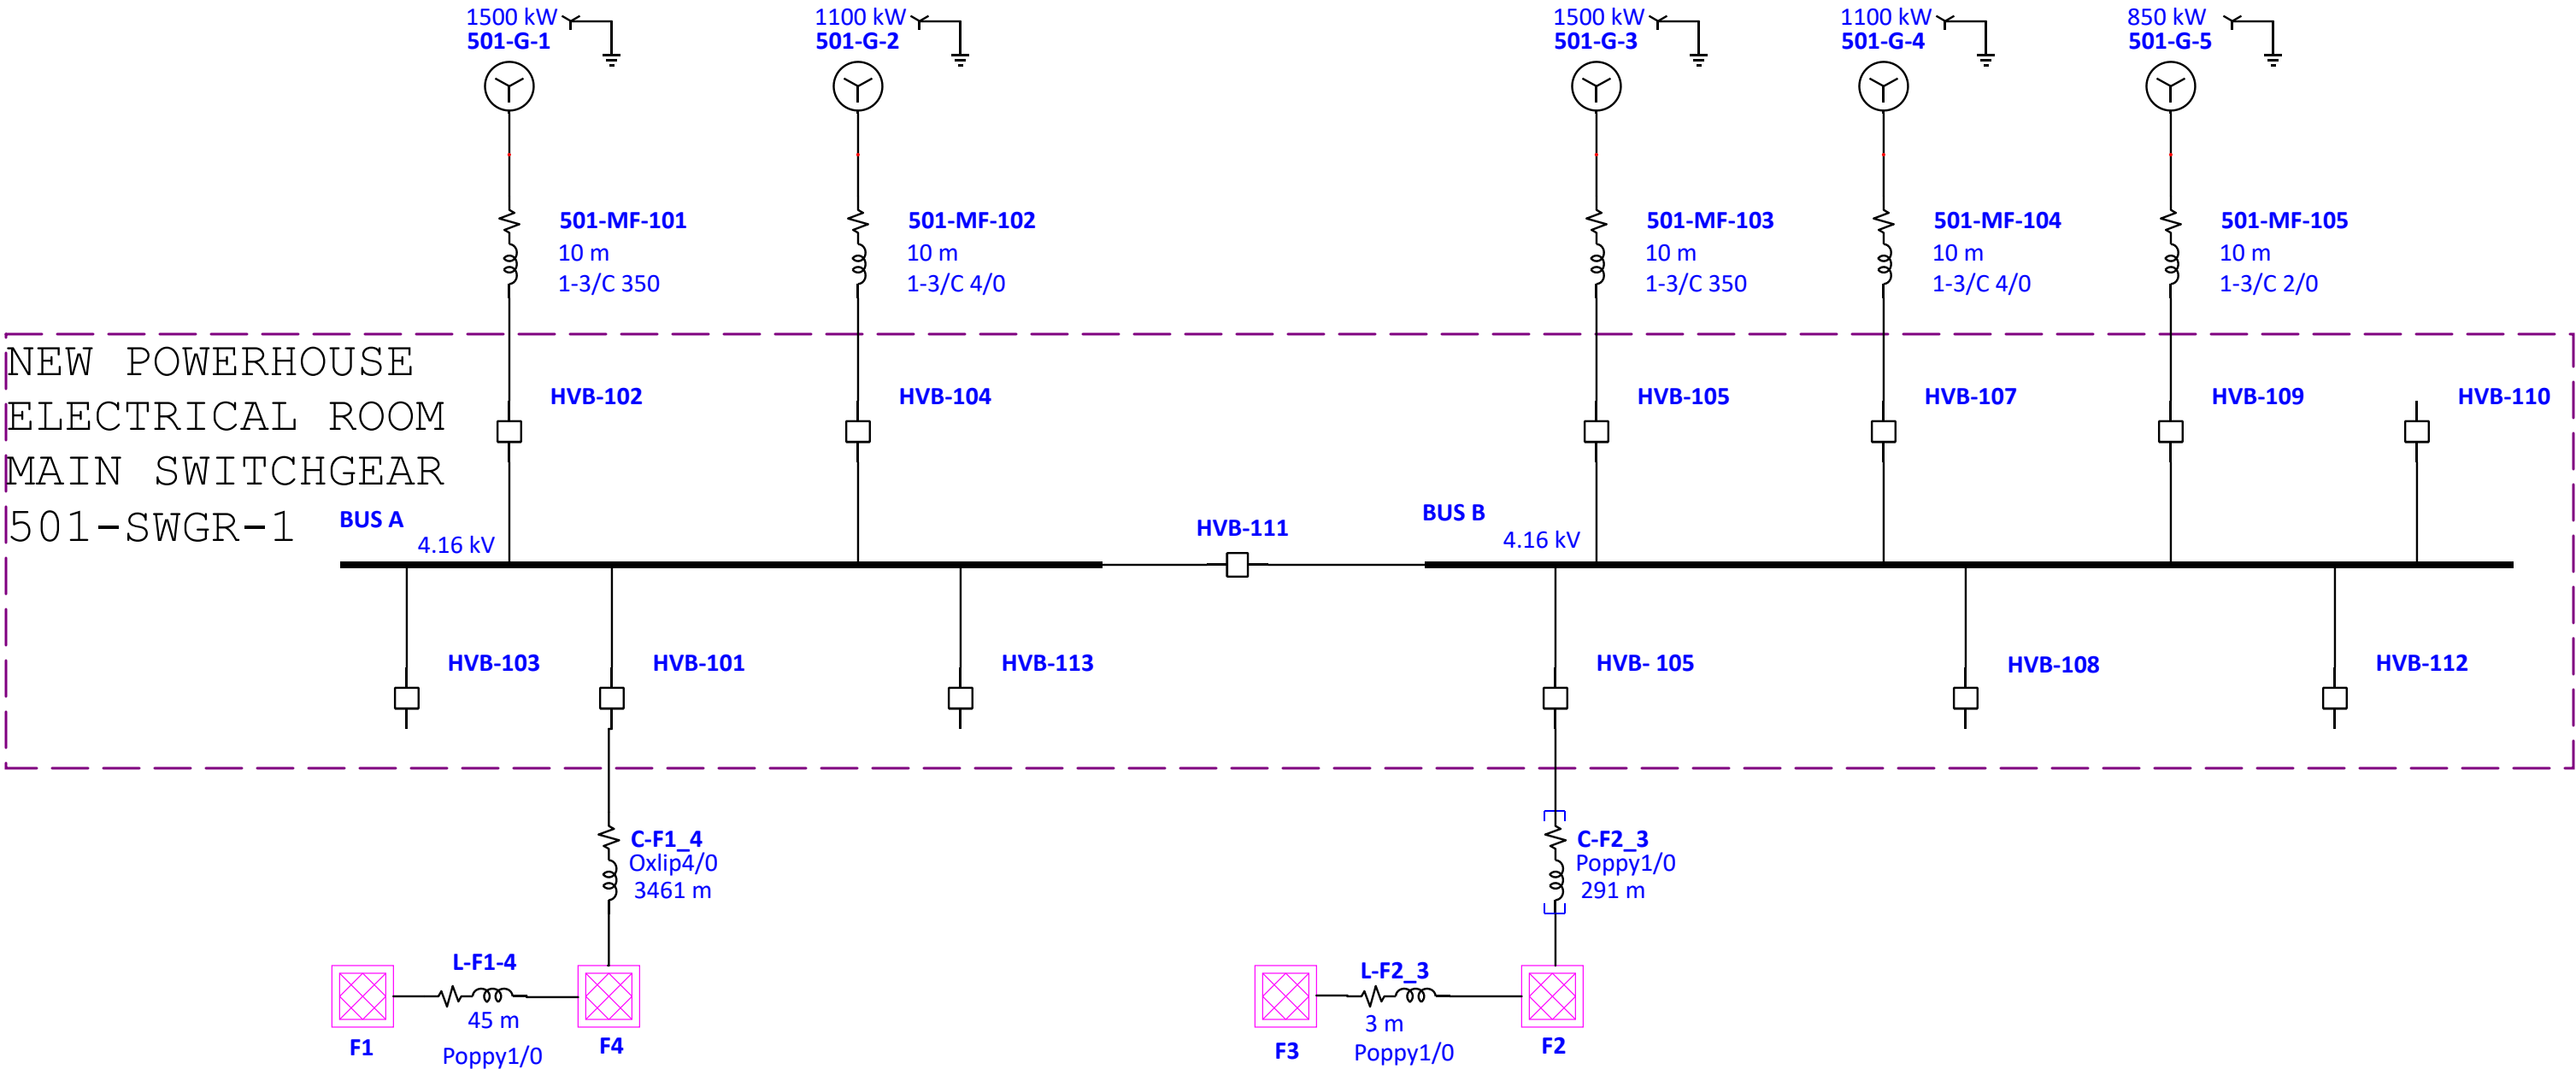 1500 kW
501-G-1
1100 kW
501-G-2
1500 kW
501-G-3
1100 kW
501-G-4
850 kW
501-G-5
501-MF-101
10 m
1-3/C 350
501-MF-102
10 m
1-3/C 4/0
501-MF-103
10 m
1-3/C 350
501-MF-104
10 m
1-3/C 4/0
501-MF-105
10 m
1-3/C 2/0
NEW POWERHOUSE
ELECTRICAL ROOM
MAIN SWITCHGEAR
501-SWGR-1
HVB-102
HVB-104
HVB-105
HVB-107
HVB-109
HVB-110
BUS A
4.16 kV
HVB-111
BUS B
4.16 kV
HVB-103
HVB-101
HVB-113
HVB- 105
HVB-108
HVB-112
C-F1_4
Oxlip4/0
3461 m
C-F2_3
Poppy1/0
291 m
L-F1-4
45 m
Poppy1/0
F1
F4
L-F2_3
3 m
Poppy1/0
F3
F2